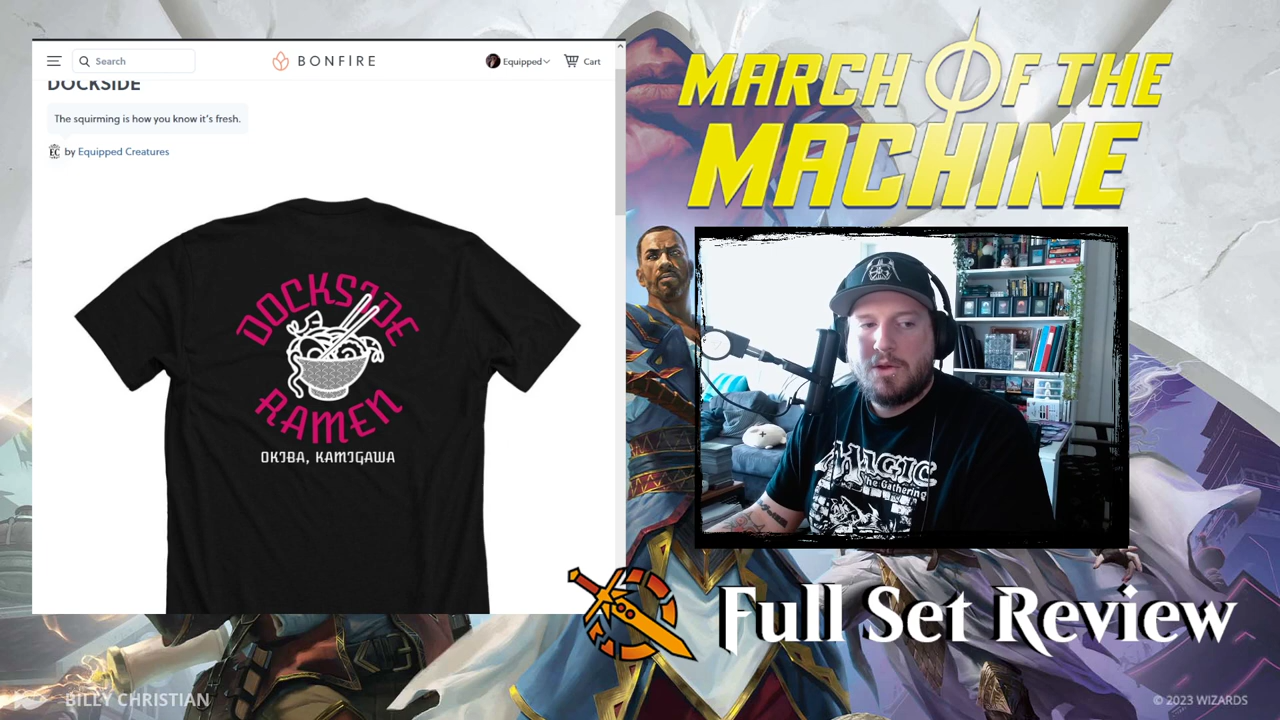 Search
BONFIRE
Equipped
Cart
DOCKSIDE
The squirming is how you know it's fresh.
EC
by Equipped Creatures
DOCKSIDE
RAMEN
OKIBA, KAMIGAWA
MARCH OF THE
MACHINE
MAGIC
The Gathering
Full Set Review
BILLY CHRISTIAN
© 2023 WIZARDS